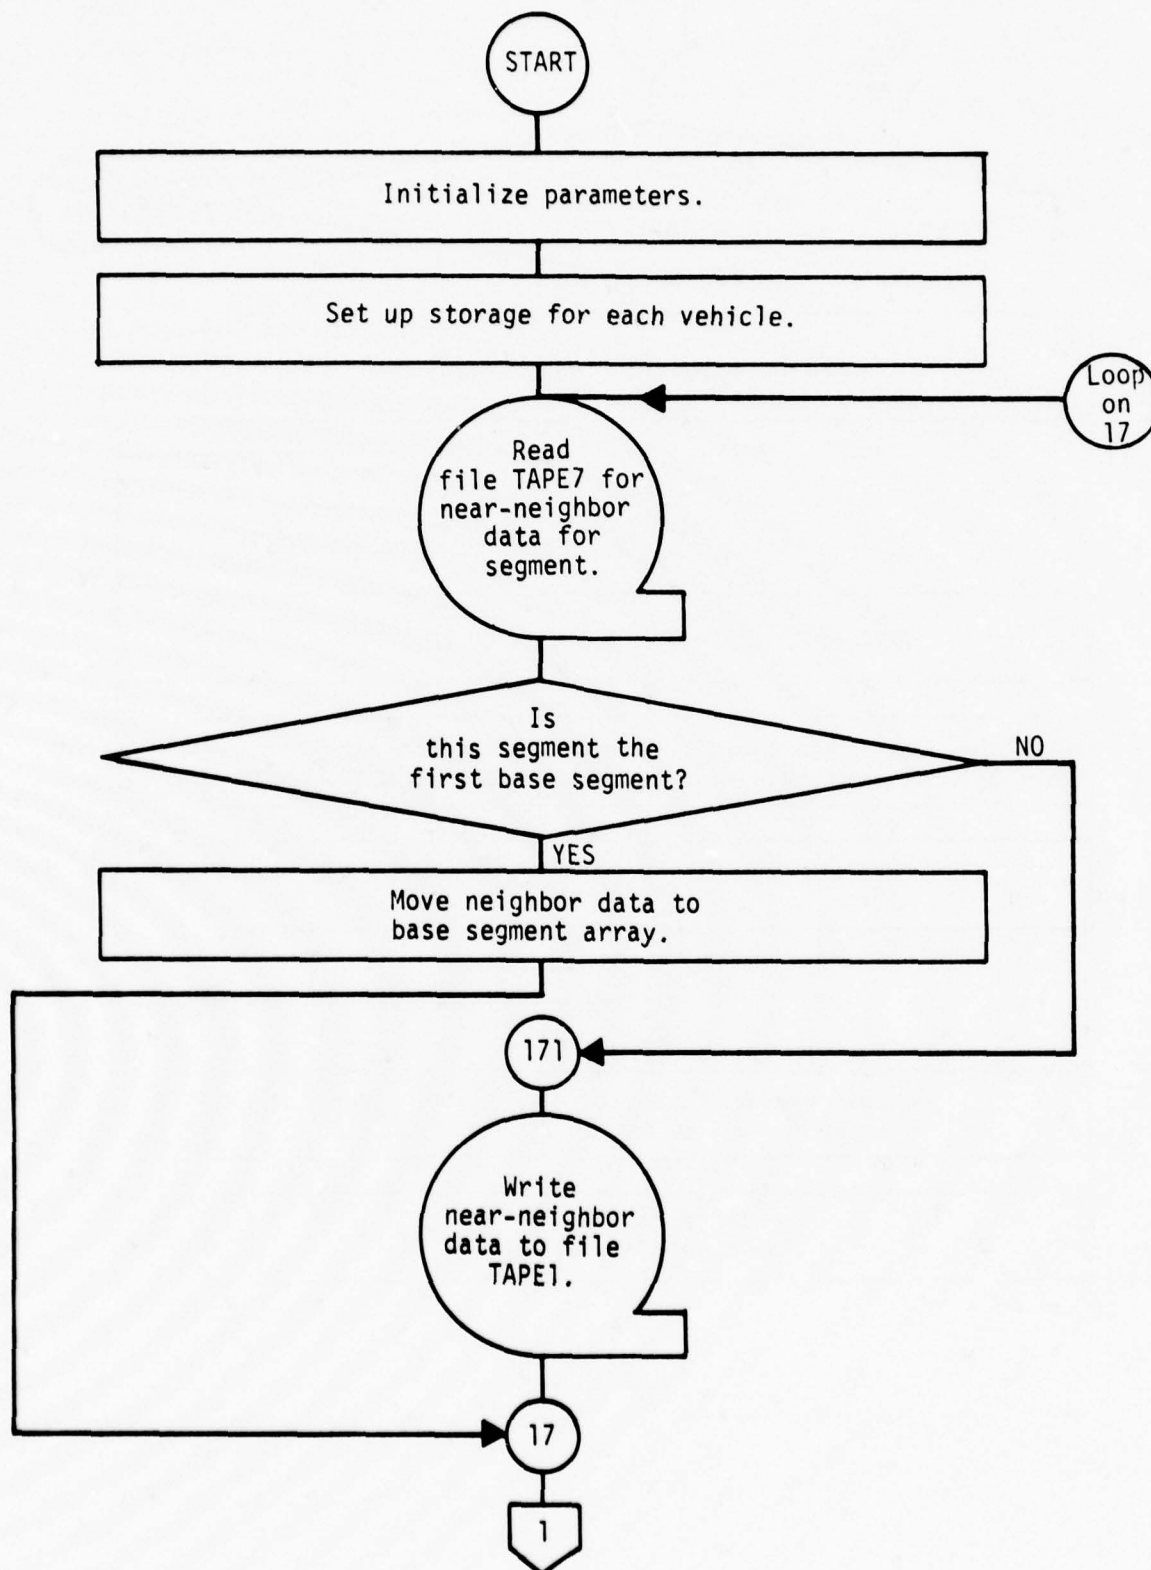 START
Initialize parameters.
Set up storage for each vehicle.
Loop
on
17
Read
file TAPE7 for
near-neighbor
data for
segment.
Is
this segment the
first base segment?
NO
YES
Move neighbor data to
base segment array.
171
Write
near-neighbor
data to file
TAPE1.
17
1